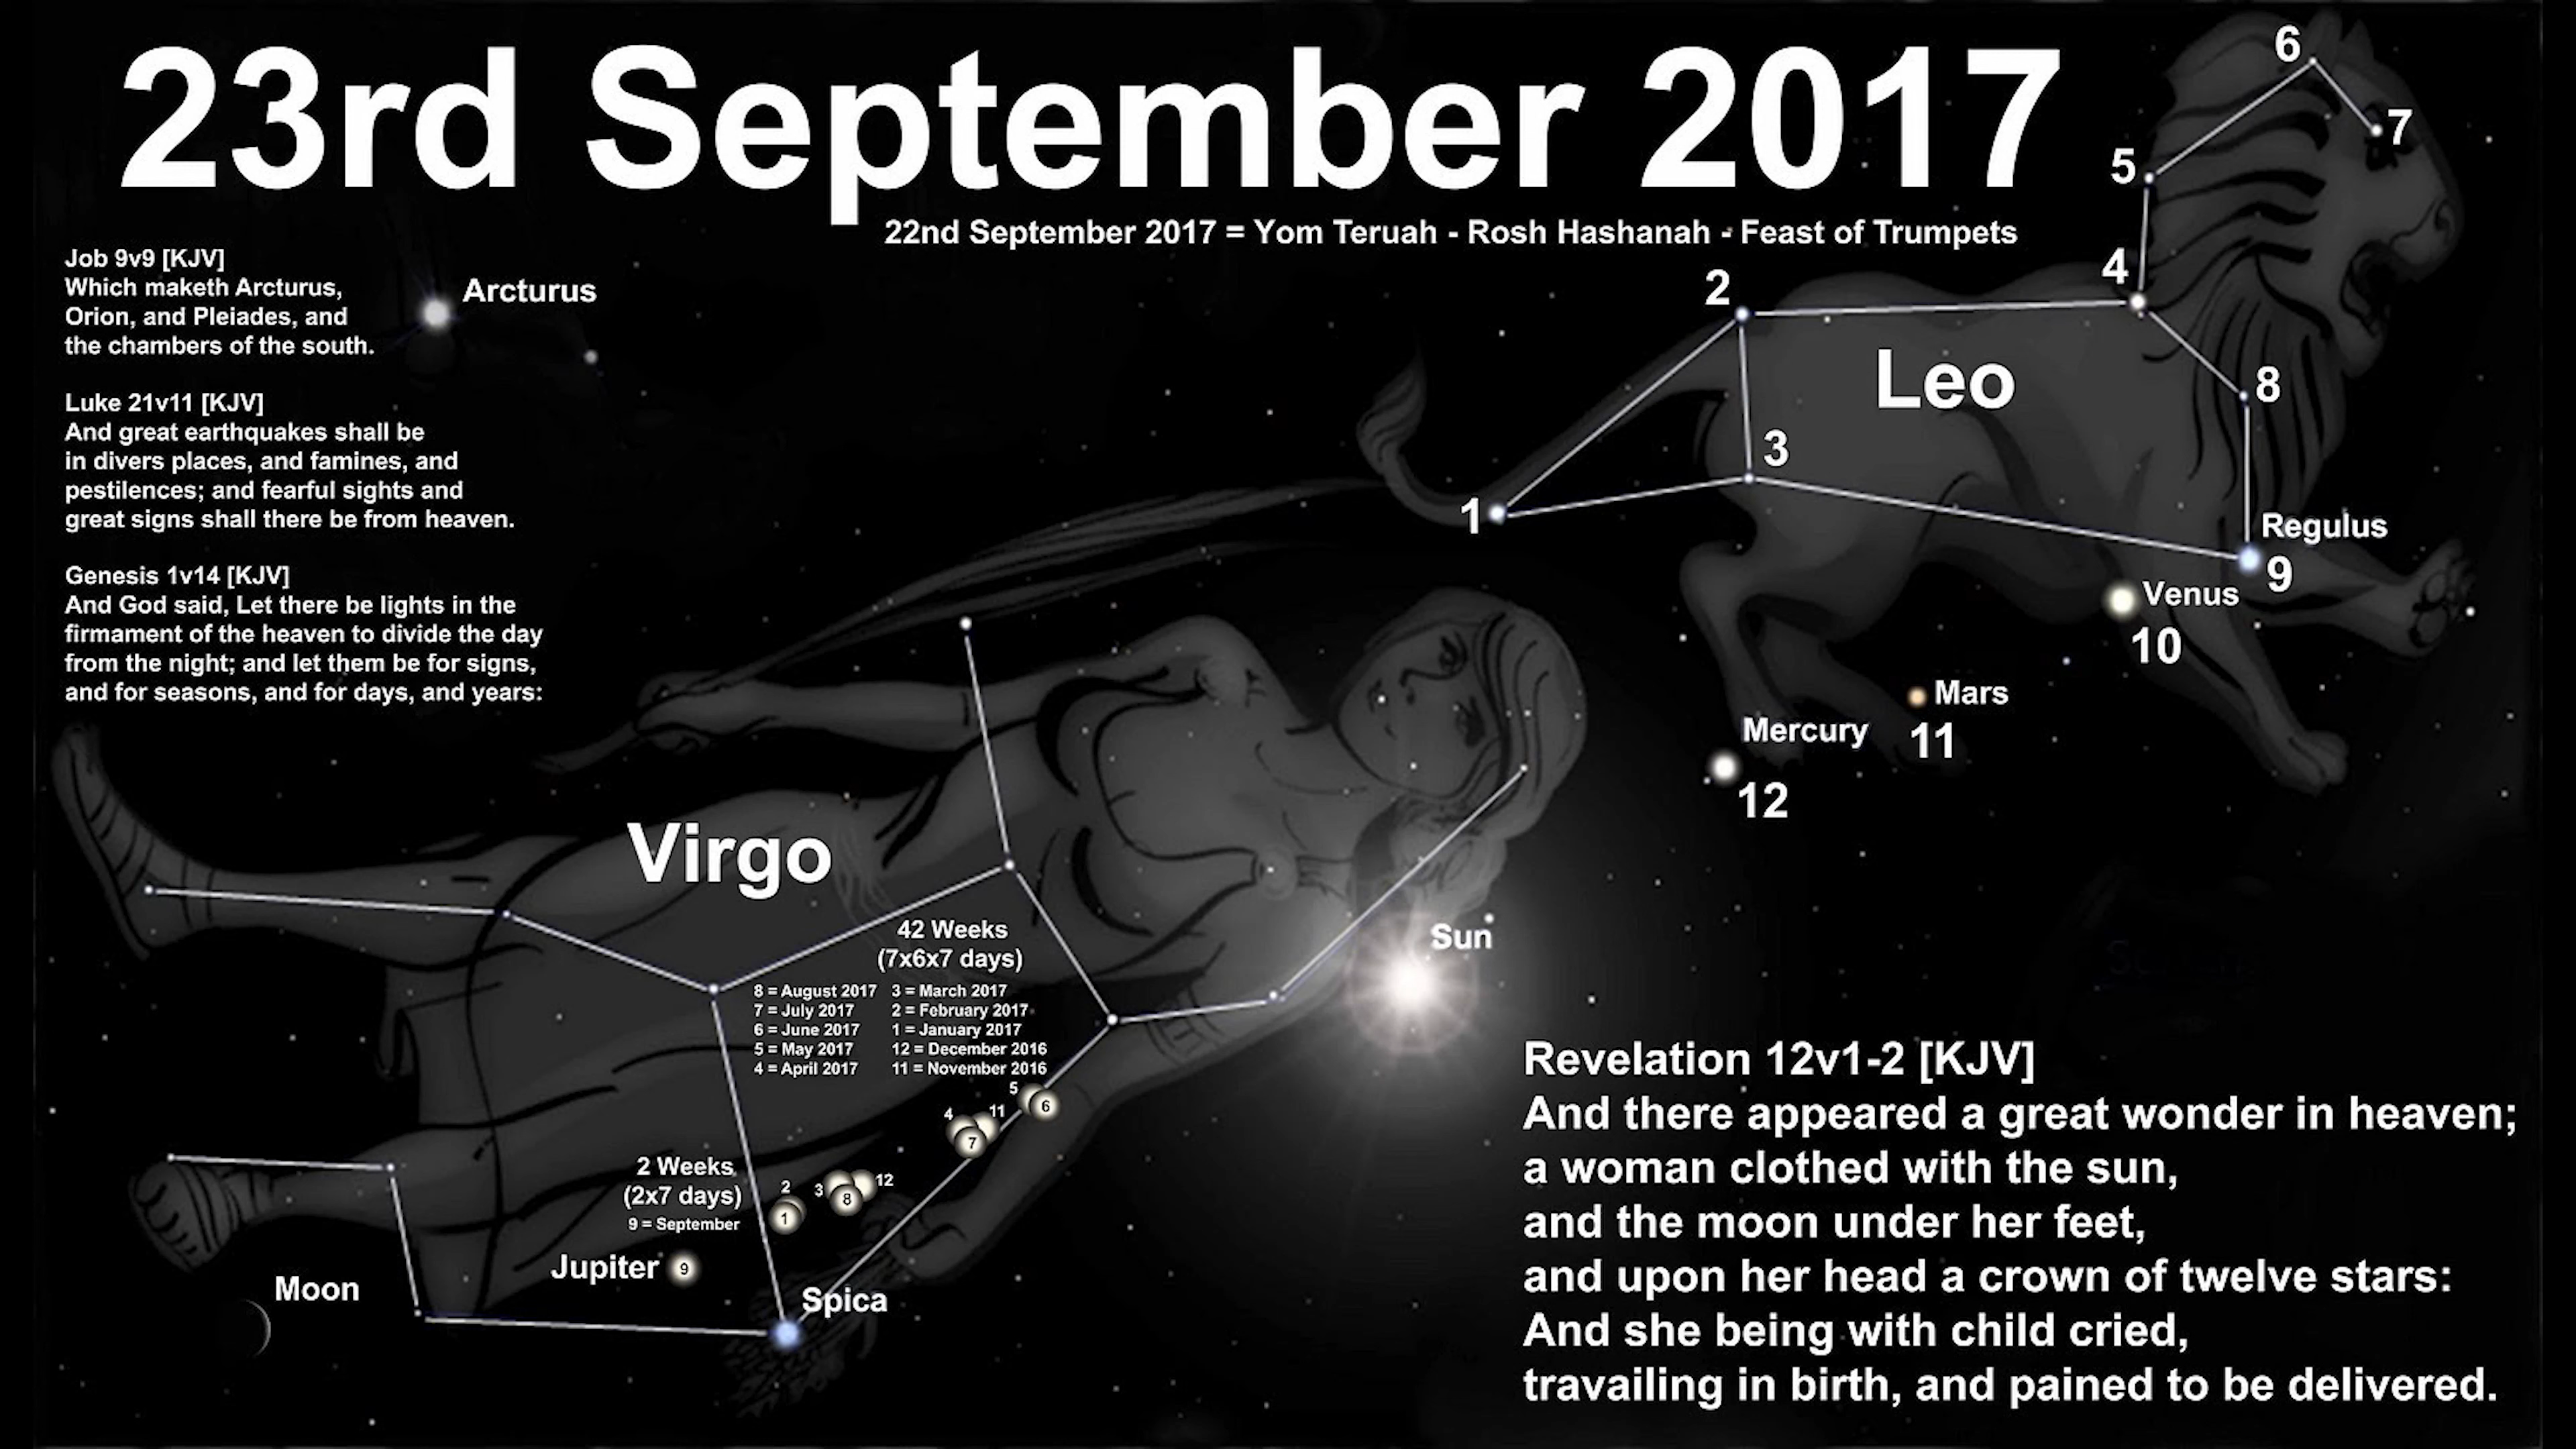 23rd September 2017
22nd September 2017 = Yom Teruah - Rosh Hashanah - Feast of Trumpets
Job 9v9 [KJV]
Which maketh Arcturus,
Orion, and Pleiades, and
the chambers of the south.
Arcturus
Luke 21v11 [KJV]
And great earthquakes shall be
in divers places, and famines, and
pestilences; and fearful sights and
great signs shall there be from heaven.
Genesis 1v14 [KJV]
And God said, Let there be lights in the
firmament of the heaven to divide the day
from the night; and let them be for signs,
and for seasons, and for days, and years:
6
7
5
4
2
Leo
8
3
1
Regulus
9
Venus
10
Mars
11
Mercury
12
Virgo
Sun
42 Weeks
(7x6x7 days)
8 = August 2017 3 = March 2017
7 = July 2017 2 = February 2017
6 = June 2017 1 = January 2017
5 = May 2017 12 = December 2016
4 = April 2017 11 = November 2016
5
6
4
11
7
2 Weeks
(2x7 days)
9 = September
2
1
3
8
12
Jupiter
9
Moon
Spica
Revelation 12v1-2 [KJV]
And there appeared a great wonder in heaven;
a woman clothed with the sun,
and the moon under her feet,
and upon her head a crown of twelve stars:
And she being with child cried,
travailing in birth, and pained to be delivered.